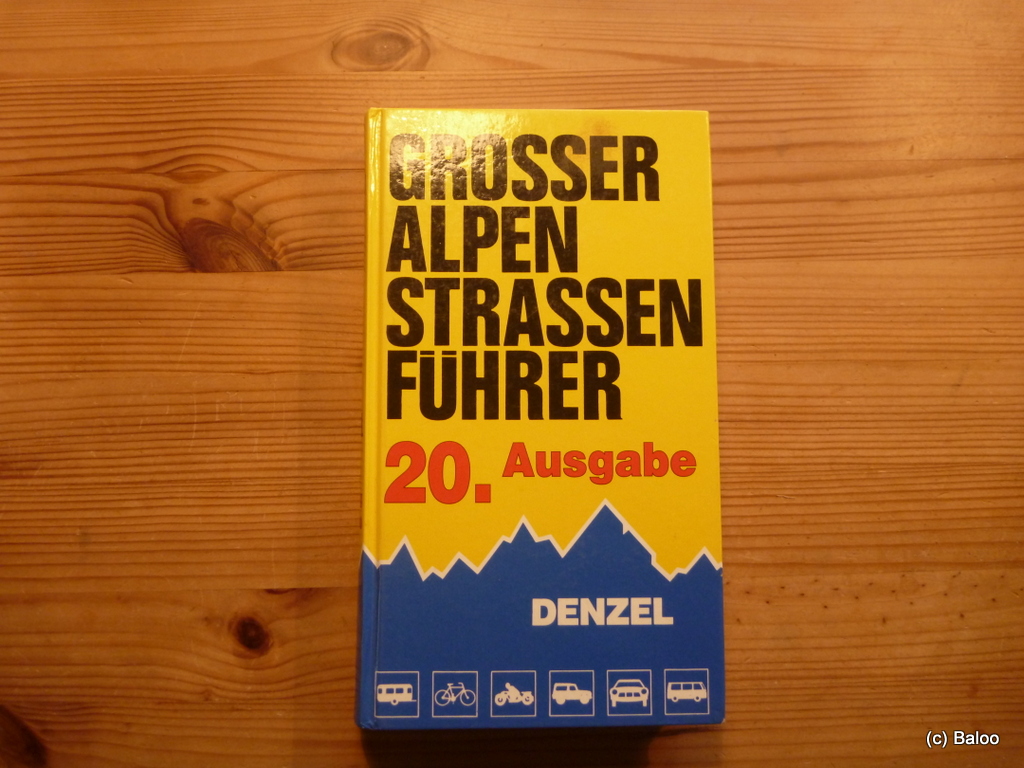 GROSSER
ALPEN
STRASSEN
FÜHRER
20. Ausgabe
DENZEL
(c) Baloo